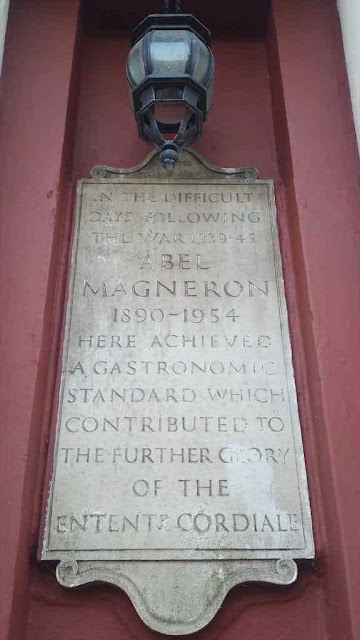 IN THE DIFFICULT
DAYS FOLLOWING
THE WAR 1939-45
ABEL
MAGNERON
1890-1954
HERE ACHIEVED
A GASTRONOMIC
STANDARD WHICH
CONTRIBUTED TO
THE FURTHER GLORY
OF THE
ENTENTE CORDIALE